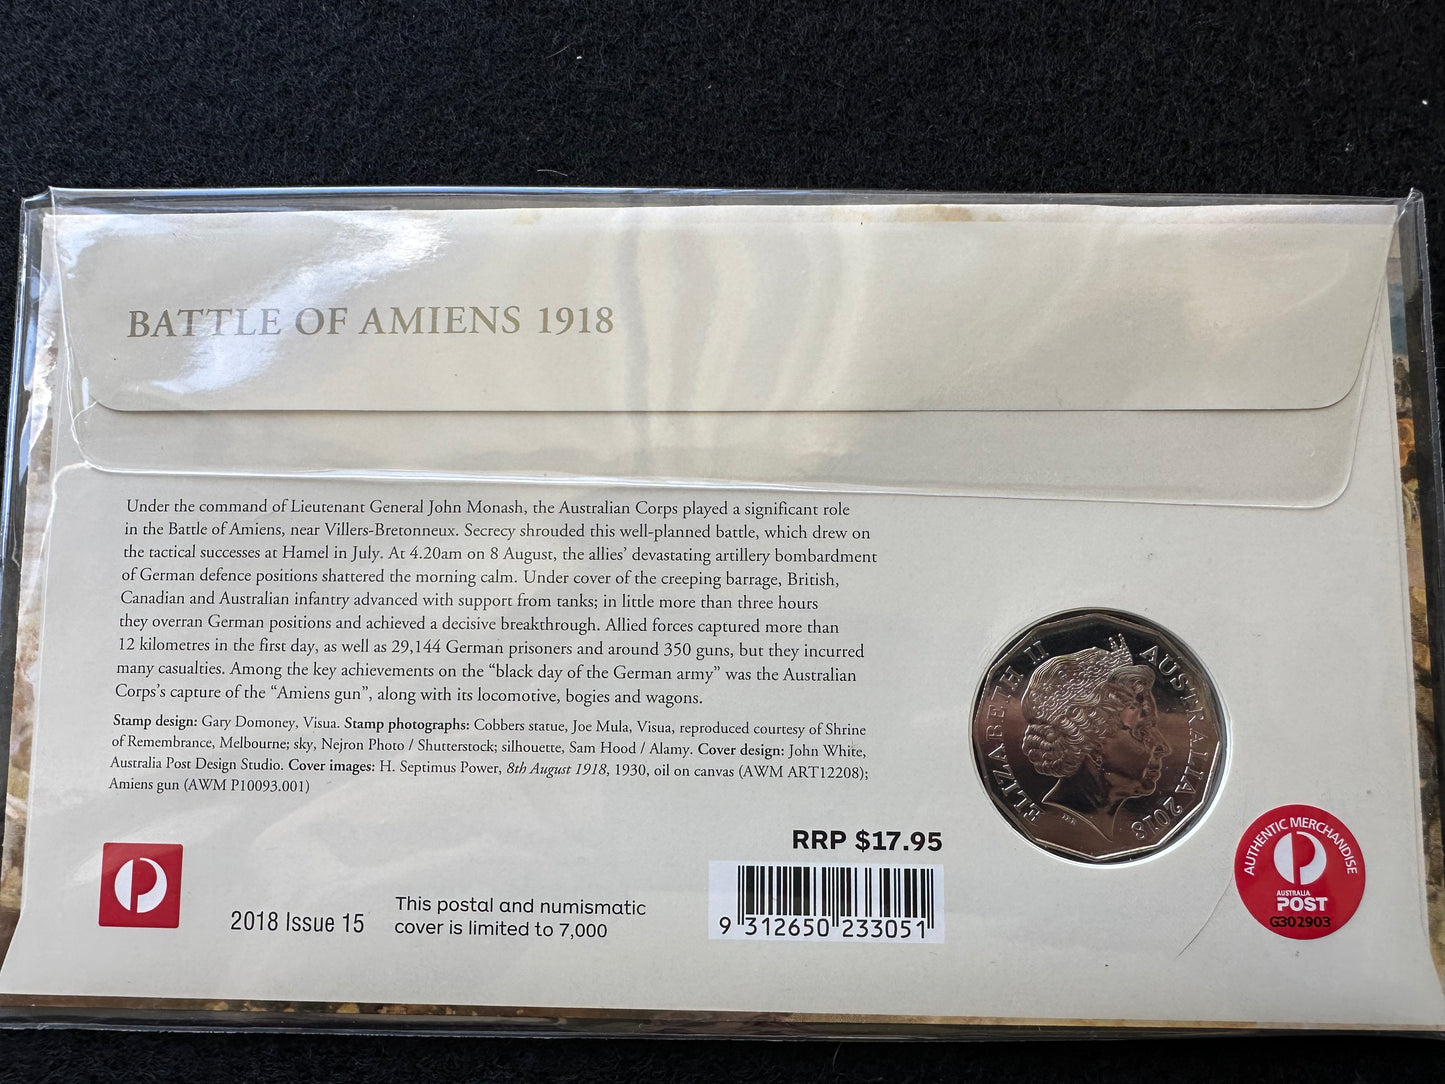 BATTLE OF AMIENS 1918
Under the command of Lieutenant General John Monash, the Australian Corps played a significant role
in the Battle of Amiens, near Villers-Bretonneux. Secrecy shrouded this well-planned battle, which drew on
the tactical successes at Hamel in July. At 4.20am on 8 August, the allies’ devastating artillery bombardment
of German defence positions shattered the morning calm. Under cover of the creeping barrage, British,
Canadian and Australian infantry advanced with support from tanks; in little more than three hours
they overran German positions and achieved a decisive breakthrough. Allied forces captured more than
12 kilometres in the first day, as well as 29,144 German prisoners and around 350 guns, but they incurred
many casualties. Among the key achievements on the “black day of the German army” was the Australian
Corps’s capture of the “Amiens gun”, along with its locomotive, bogies and wagons.
Stamp design: Gary Domoney, Visua. Stamp photographs: Cobbers statue, Joe Mula, Visua, reproduced courtesy of Shrine
of Remembrance, Melbourne; sky, Nejron Photo / Shutterstock; silhouette, Sam Hood / Alamy. Cover design: John White,
Australia Post Design Studio. Cover images: H. Septimus Power, 8th August 1918, 1930, oil on canvas (AWM ART12208);
Amiens gun (AWM P10093.001)
ELIZABETH II AUSTRALIA 2018
IRB
RRP $17.95
9 312650 233051
2018 Issue 15
This postal and numismatic
cover is limited to 7,000
AUTHENTIC MERCHANDISE
AUSTRALIA
POST
G302903